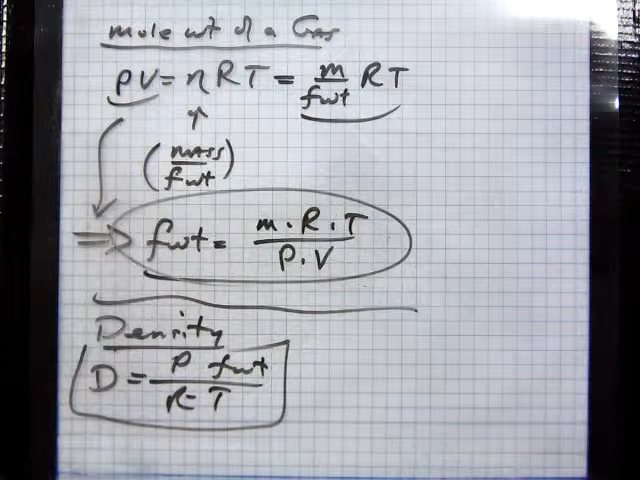 mole wt of a Gas
PV = nRT = m/fwt RT
(mass/fwt)
=> fwt = m·R·T / P·V
Density
D = P fwt / R T